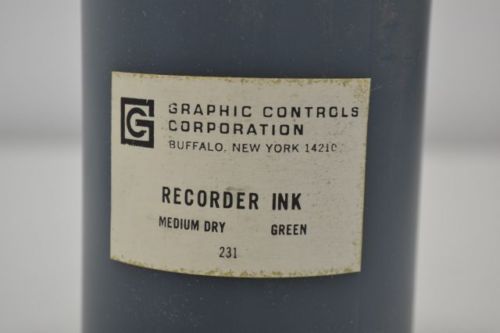 G
GRAPHIC CONTROLS
CORPORATION
BUFFALO, NEW YORK 14210
RECORDER INK
MEDIUM DRY GREEN
231